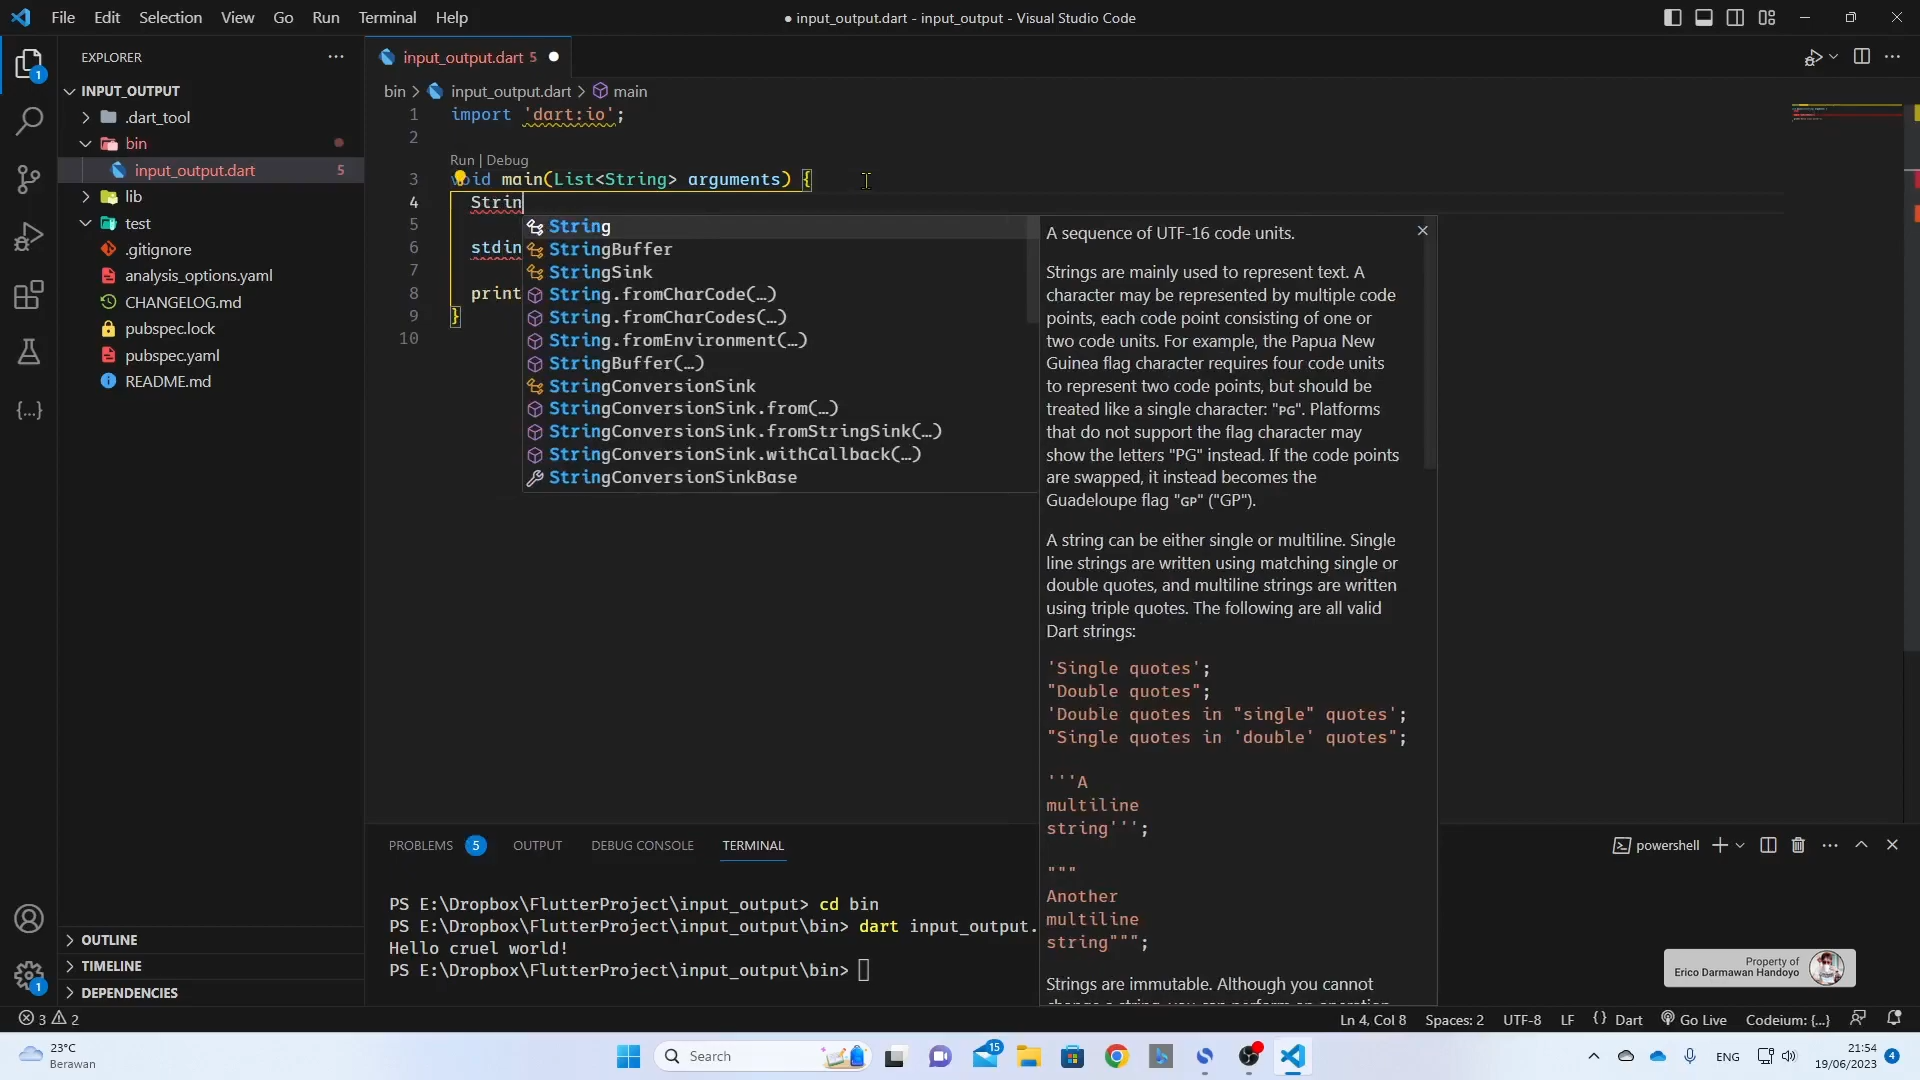 File Edit Selection View Go Run Terminal Help
● input_output.dart - input_output - Visual Studio Code
EXPLORER
1
INPUT_OUTPUT
.dart_tool
bin
input_output.dart 5
lib
test
.gitignore
analysis_options.yaml
CHANGELOG.md
pubspec.lock
pubspec.yaml
README.md
OUTLINE
TIMELINE
DEPENDENCIES
1
input_output.dart 5
bin > input_output.dart > main
1 import 'dart:io';
2
Run | Debug
3 void main(List<String> arguments) {
4 Strin
5
6 stdin
7
8 print
9 }
10
String
StringBuffer
StringSink
String.fromCharCode(…)
String.fromCharCodes(…)
String.fromEnvironment(…)
StringBuffer(…)
StringConversionSink
StringConversionSink.from(…)
StringConversionSink.fromStringSink(…)
StringConversionSink.withCallback(…)
StringConversionSinkBase
A sequence of UTF-16 code units.
Strings are mainly used to represent text. A
character may be represented by multiple code
points, each code point consisting of one or
two code units. For example, the Papua New
Guinea flag character requires four code units
to represent two code points, but should be
treated like a single character: "PG". Platforms
that do not support the flag character may
show the letters "PG" instead. If the code points
are swapped, it instead becomes the
Guadeloupe flag "GP" ("GP").
A string can be either single or multiline. Single
line strings are written using matching single or
double quotes, and multiline strings are written
using triple quotes. The following are all valid
Dart strings:
'Single quotes';
"Double quotes";
'Double quotes in "single" quotes';
"Single quotes in 'double' quotes";
'''A
multiline
string''';
"""
Another
multiline
string""";
Strings are immutable. Although you cannot
PROBLEMS 5 OUTPUT DEBUG CONSOLE TERMINAL
powershell
PS E:\Dropbox\FlutterProject\input_output> cd bin
PS E:\Dropbox\FlutterProject\input_output\bin> dart input_output.
Hello cruel world!
PS E:\Dropbox\FlutterProject\input_output\bin>
Property of
Erico Darmawan Handoyo
3 2
Ln 4, Col 8 Spaces: 2 UTF-8 LF {} Dart Go Live Codeium: {...}
23°C
Berawan
Search
15
ENG
21:54
19/06/2023
4